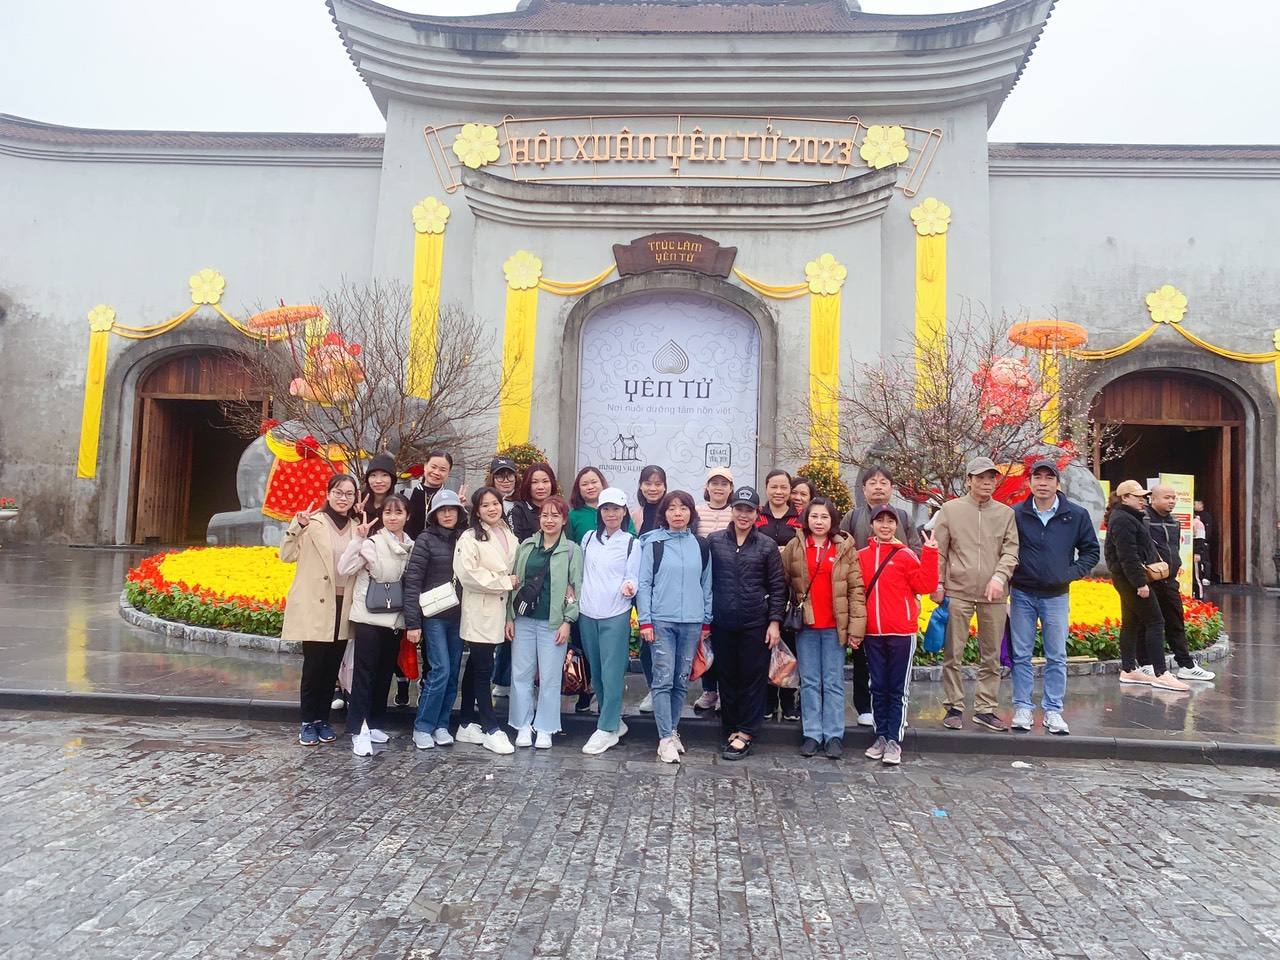 HỘI XUÂN YÊN TỬ 2023
TRÚC LÂM
YÊN TỬ
YÊN TỬ
Nơi nuôi dưỡng tâm hồn việt